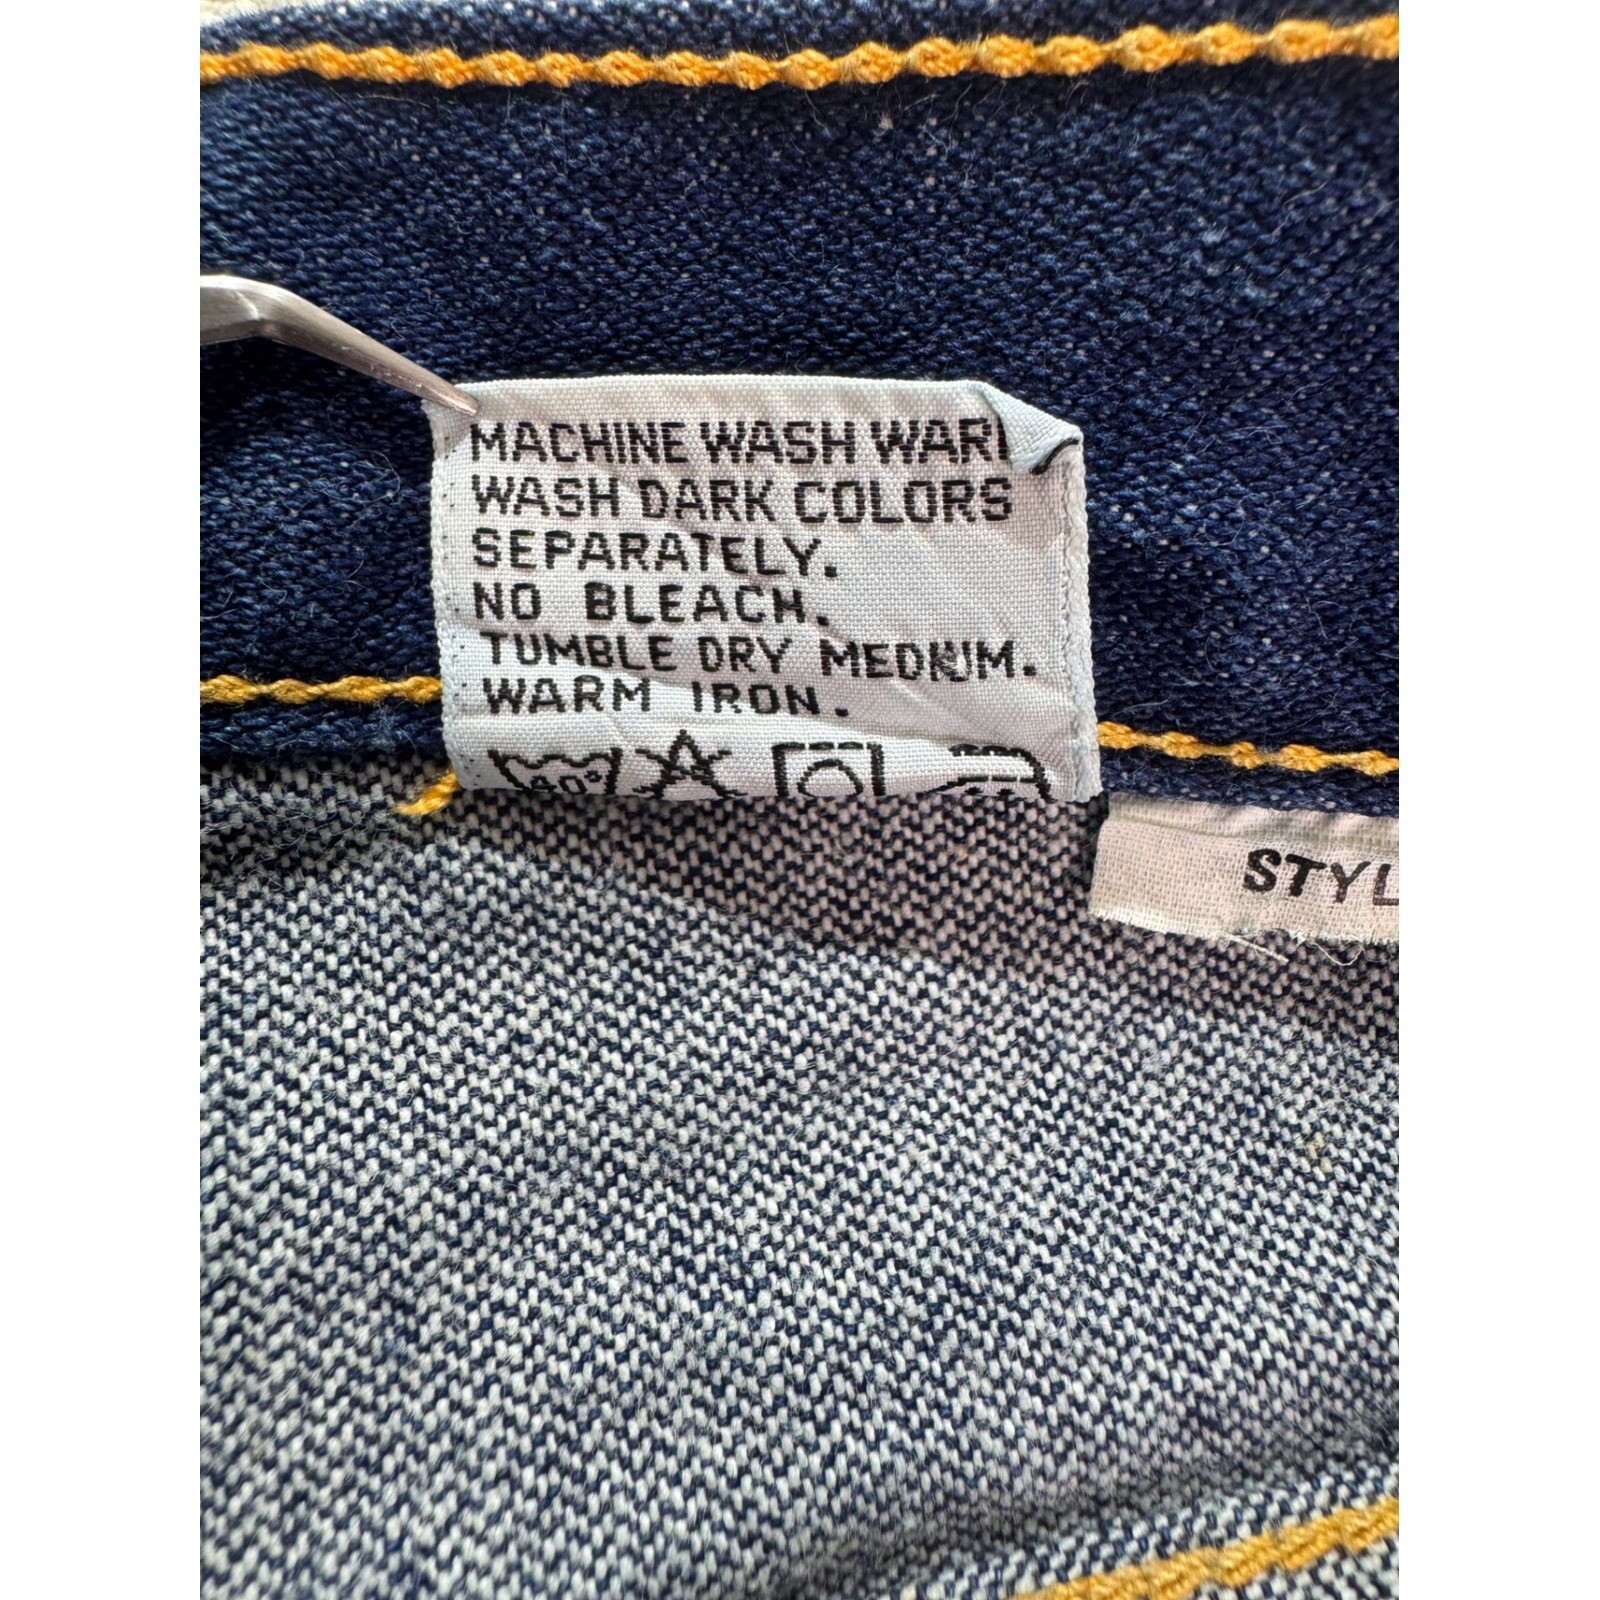 MACHINE WASH WAR
WASH DARK COLORS
SEPARATELY.
NO BLEACH.
TUMBLE DRY MEDIUM.
WARM IRON.
40°
STYL